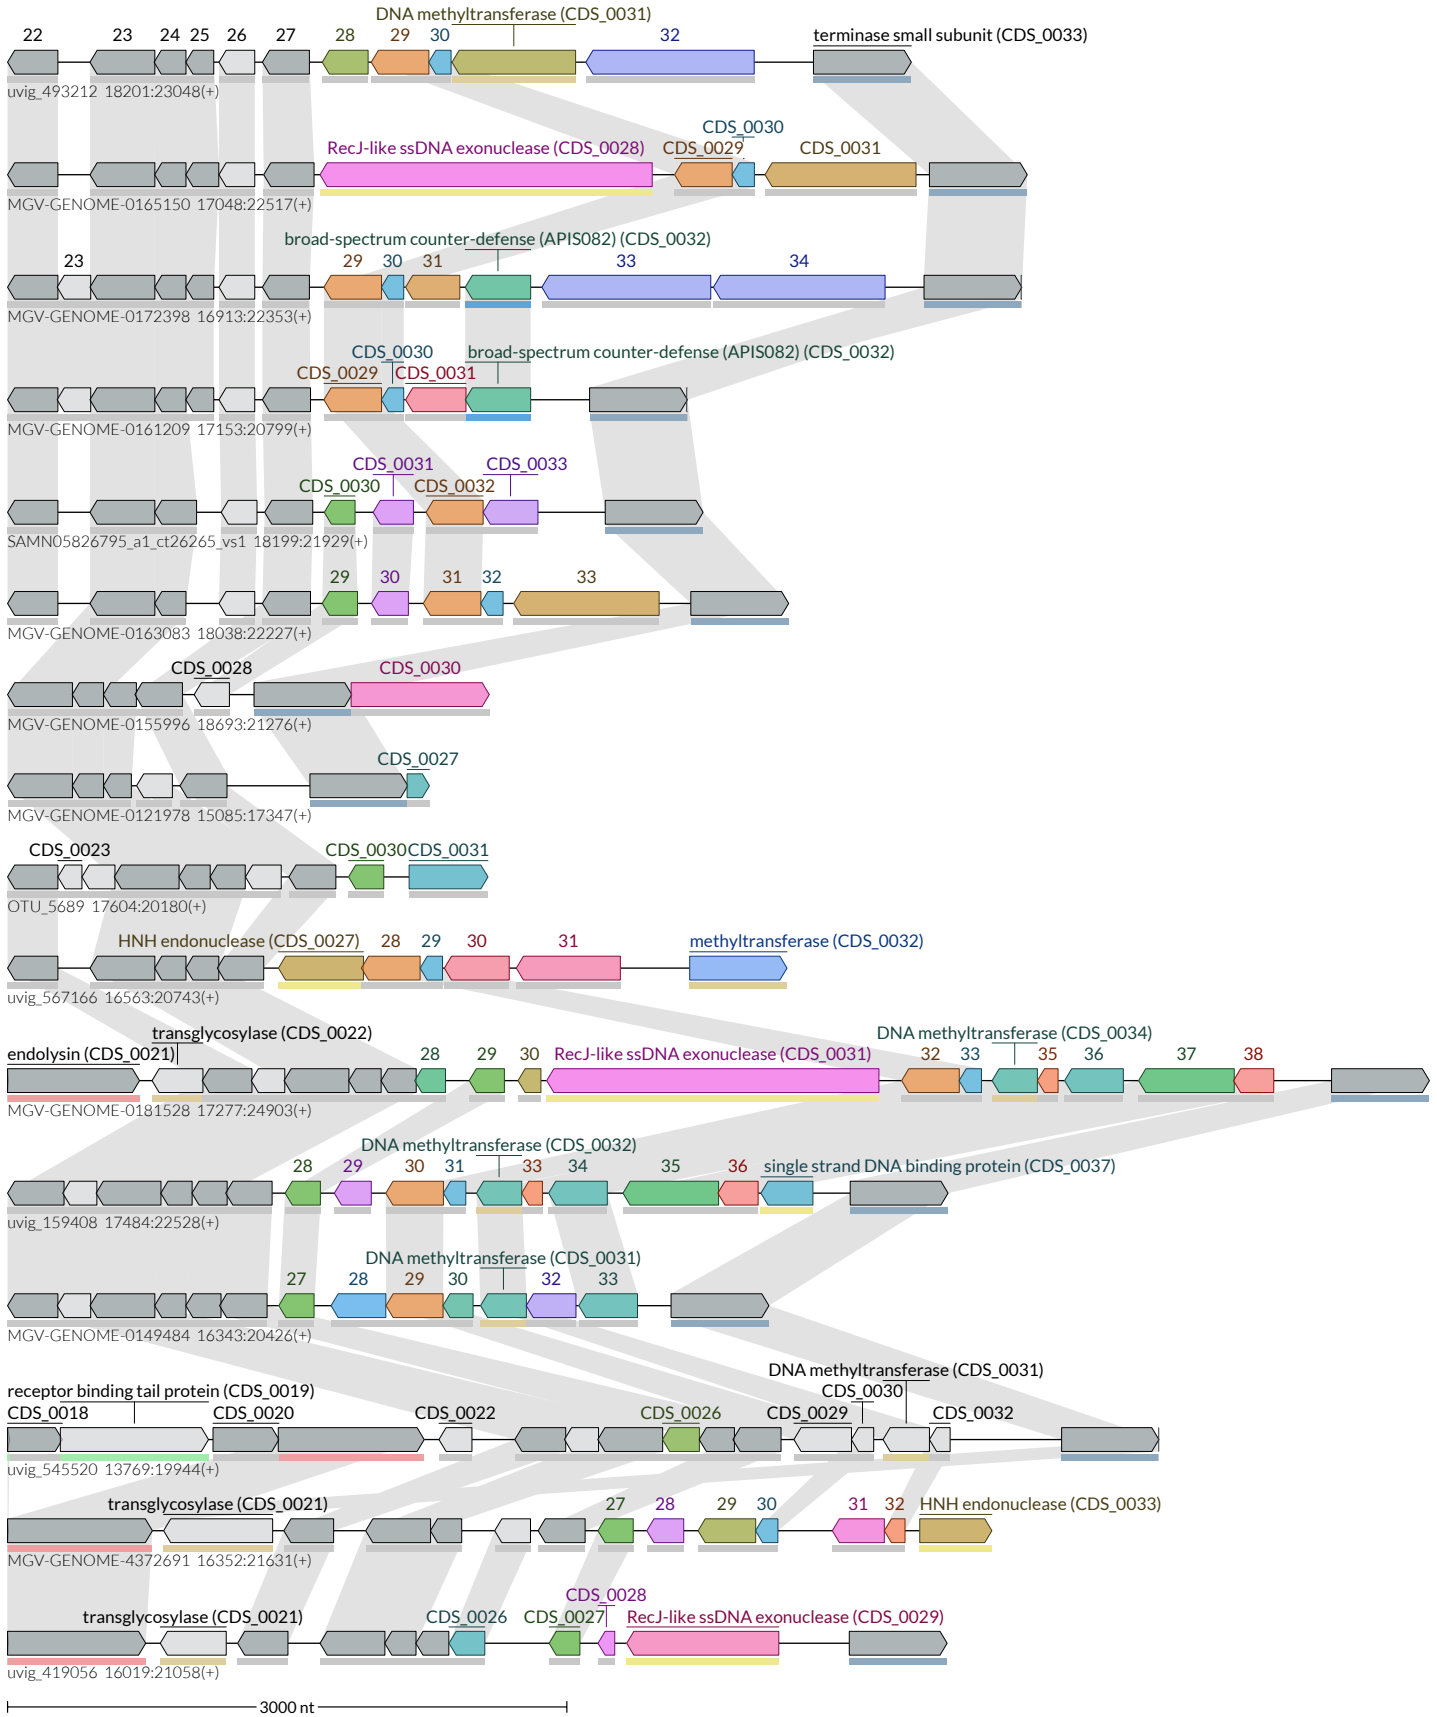 DNA methyltransferase (CDS_0031)
22 23 24 25 26 27 28 29 30 32 terminase small subunit (CDS_0033)
uvig_493212 18201:23048(+)
CDS_0030
RecJ-like ssDNA exonuclease (CDS_0028) CDS_0029 CDS_0031
MGV-GENOME-0165150 17048:22517(+)
broad-spectrum counter-defense (APIS082) (CDS_0032)
23 29 30 31 33 34
MGV-GENOME-0172398 16913:22353(+)
CDS_0030 broad-spectrum counter-defense (APIS082) (CDS_0032)
CDS_0029 CDS_0031
MGV-GENOME-0161209 17153:20799(+)
CDS_0031 CDS_0033
CDS_0030 CDS_0032
SAMN05826795_a1_ct26265_vs1 18199:21929(+)
29 30 31 32 33
MGV-GENOME-0163083 18038:22227(+)
CDS_0028 CDS_0030
MGV-GENOME-0155996 18693:21276(+)
CDS_0027
MGV-GENOME-0121978 15085:17347(+)
CDS_0023 CDS_0030 CDS_0031
OTU_5689 17604:20180(+)
HNH endonuclease (CDS_0027) 28 29 30 31 methyltransferase (CDS_0032)
uvig_567166 16563:20743(+)
transglycosylase (CDS_0022) DNA methyltransferase (CDS_0034)
endolysin (CDS_0021) 28 29 30 RecJ-like ssDNA exonuclease (CDS_0031) 32 33 35 36 37 38
MGV-GENOME-0181528 17277:24903(+)
DNA methyltransferase (CDS_0032)
28 29 30 31 33 34 35 36 single strand DNA binding protein (CDS_0037)
uvig_159408 17484:22528(+)
DNA methyltransferase (CDS_0031)
27 28 29 30 32 33
MGV-GENOME-0149484 16343:20426(+)
DNA methyltransferase (CDS_0031)
receptor binding tail protein (CDS_0019) CDS_0030
CDS_0018 CDS_0020 CDS_0022 CDS_0026 CDS_0029 CDS_0032
uvig_545520 13769:19944(+)
transglycosylase (CDS_0021) 27 28 29 30 31 32 HNH endonuclease (CDS_0033)
MGV-GENOME-4372691 16352:21631(+)
CDS_0028
transglycosylase (CDS_0021) CDS_0026 CDS_0027 RecJ-like ssDNA exonuclease (CDS_0029)
uvig_419056 16019:21058(+)
3000 nt